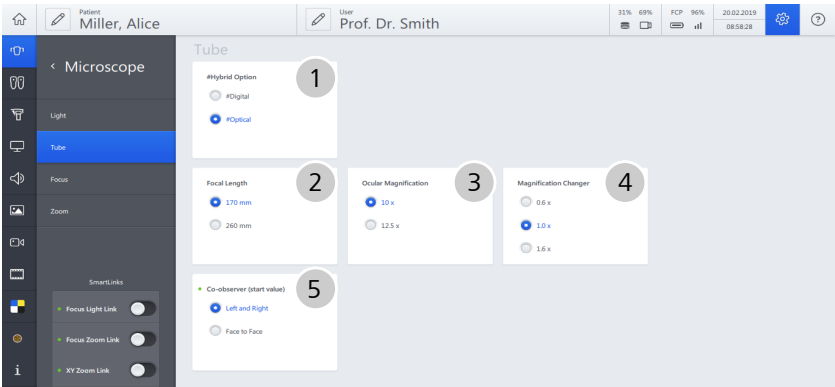 Patient
Miller, Alice
User
Prof. Dr. Smith
31% 69%
FCP 96%
20.02.2019
08:58:28
?
< Microscope
Light
Tube
Focus
Zoom
SmartLinks
Focus Light Link
Focus Zoom Link
XY Zoom Link
i
Tube
#Hybrid Option
1
#Digital
#Optical
Focal Length
2
170 mm
260 mm
Ocular Magnification
3
10 x
12.5 x
Magnification Changer
4
0.6 x
1.0 x
1.6 x
Co-observer (start value)
5
Left and Right
Face to Face